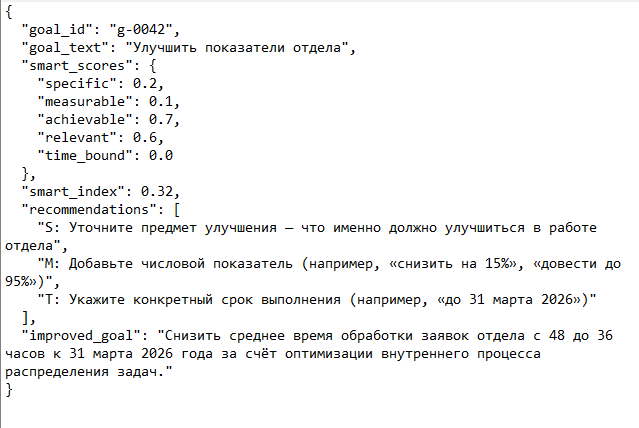 {
  "goal_id": "g-0042",
  "goal_text": "Улучшить показатели отдела",
  "smart_scores": {
    "specific": 0.2,
    "measurable": 0.1,
    "achievable": 0.7,
    "relevant": 0.6,
    "time_bound": 0.0
  },
  "smart_index": 0.32,
  "recommendations": [
    "S: Уточните предмет улучшения — что именно должно улучшиться в работе
отдела",
    "M: Добавьте числовой показатель (например, «снизить на 15%», «довести до
95%»)",
    "T: Укажите конкретный срок выполнения (например, «до 31 марта 2026»)"
  ],
  "improved_goal": "Снизить среднее время обработки заявок отдела с 48 до 36
часов к 31 марта 2026 года за счёт оптимизации внутреннего процесса
распределения задач."
}